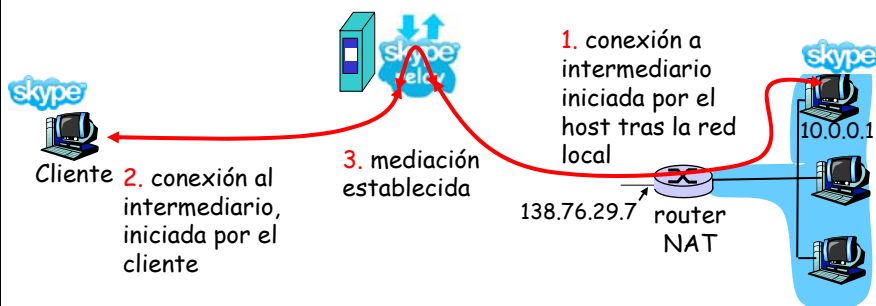 skype
relay
1. conexión a
intermediario
iniciada por el
host tras la red
local
skype
10.0.0.1
skype
Cliente
2. conexión al
intermediario,
iniciada por el
cliente
3. mediación
establecida
138.76.29.7
router
NAT